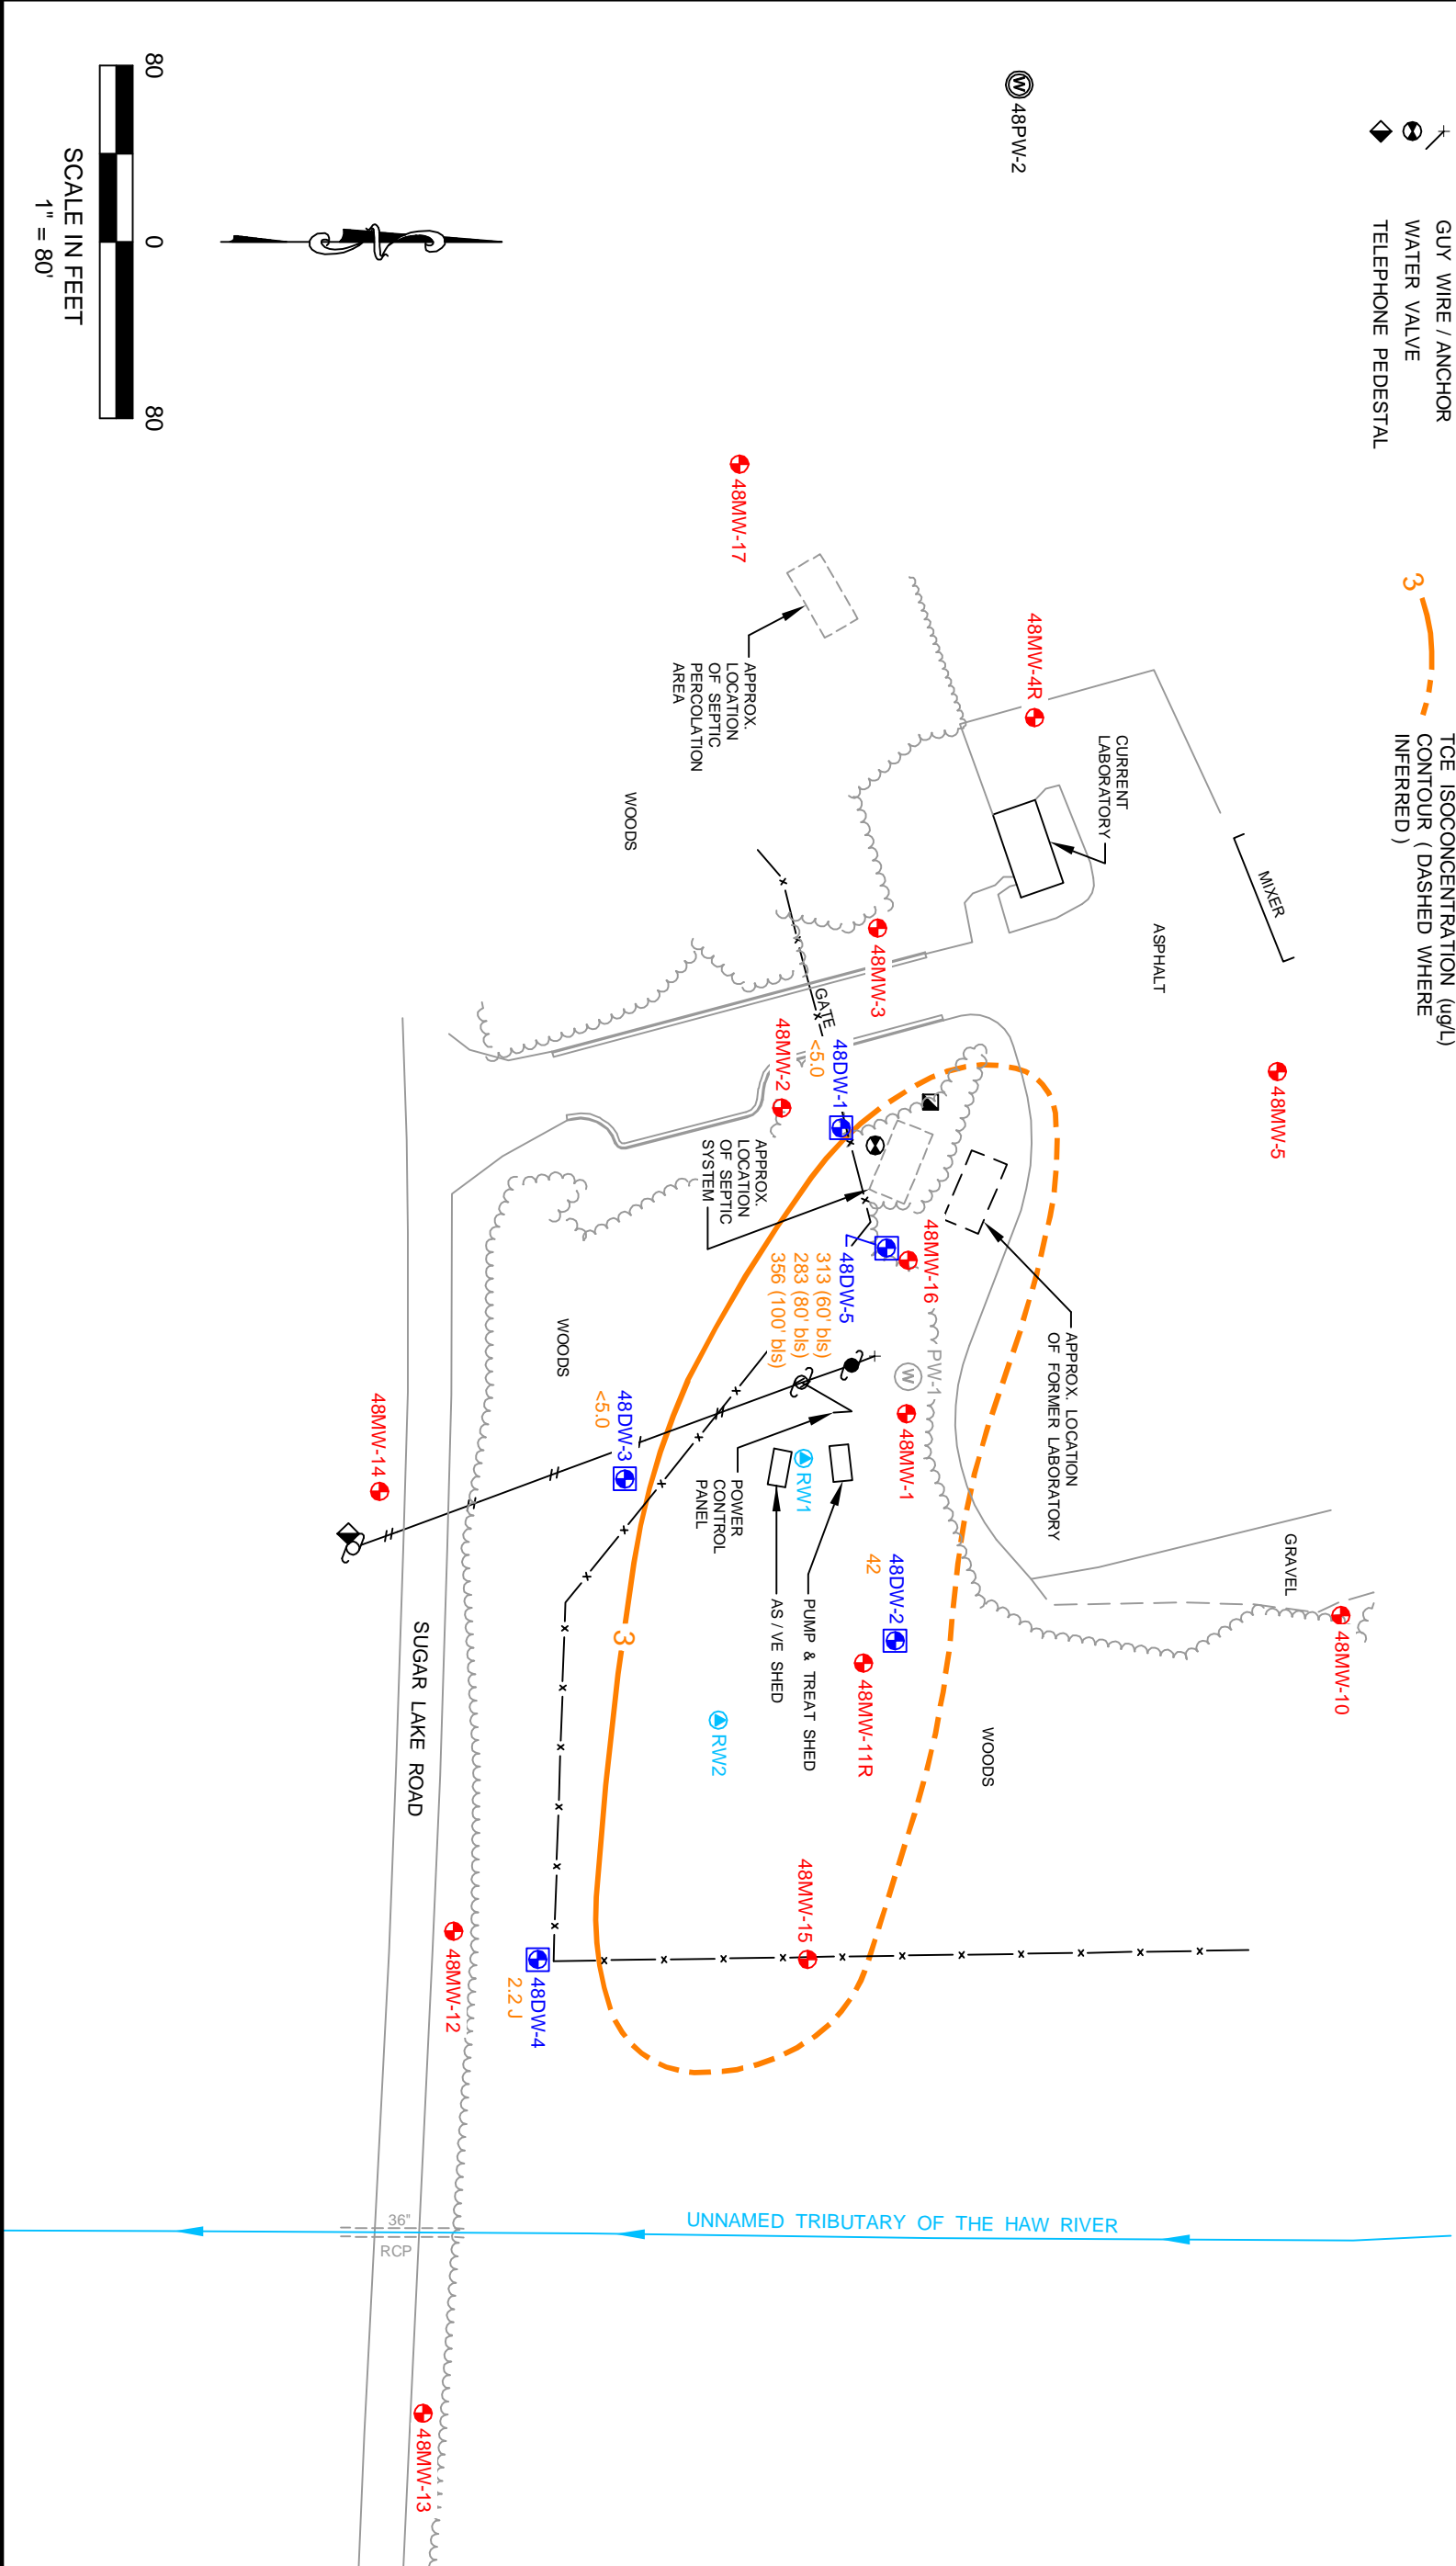 GUY WIRE / ANCHOR
WATER VALVE
TELEPHONE PEDESTAL
3
TCE ISOCONCENTRATION (ug/L)
CONTOUR ( DASHED WHERE
INFERRED )
W
48PW-2
48MW-4R
CURRENT
LABORATORY
MIXER
ASPHALT
48MW-5
48MW-17
APPROX.
LOCATION
OF SEPTIC
PERCOLATION
AREA
WOODS
48MW-3
GATE
48MW-2
48DW-1
<5.0
APPROX.
LOCATION
OF SEPTIC
SYSTEM
48MW-16
48DW-5
313 (60' bls)
283 (80' bls)
356 (100' bls)
APPROX. LOCATION
OF FORMER LABORATORY
PW-1
W
48MW-1
GRAVEL
48MW-10
WOODS
48DW-3
<5.0
48MW-14
RW1
POWER
CONTROL
PANEL
PUMP & TREAT SHED
AS / VE SHED
48DW-2
42
48MW-11R
RW2
WOODS
3
SUGAR LAKE ROAD
48MW-15
48MW-12
48DW-4
2.2 J
UNNAMED TRIBUTARY OF THE HAW RIVER
36"
RCP
48MW-13
80
0
80
SCALE IN FEET
1" = 80'